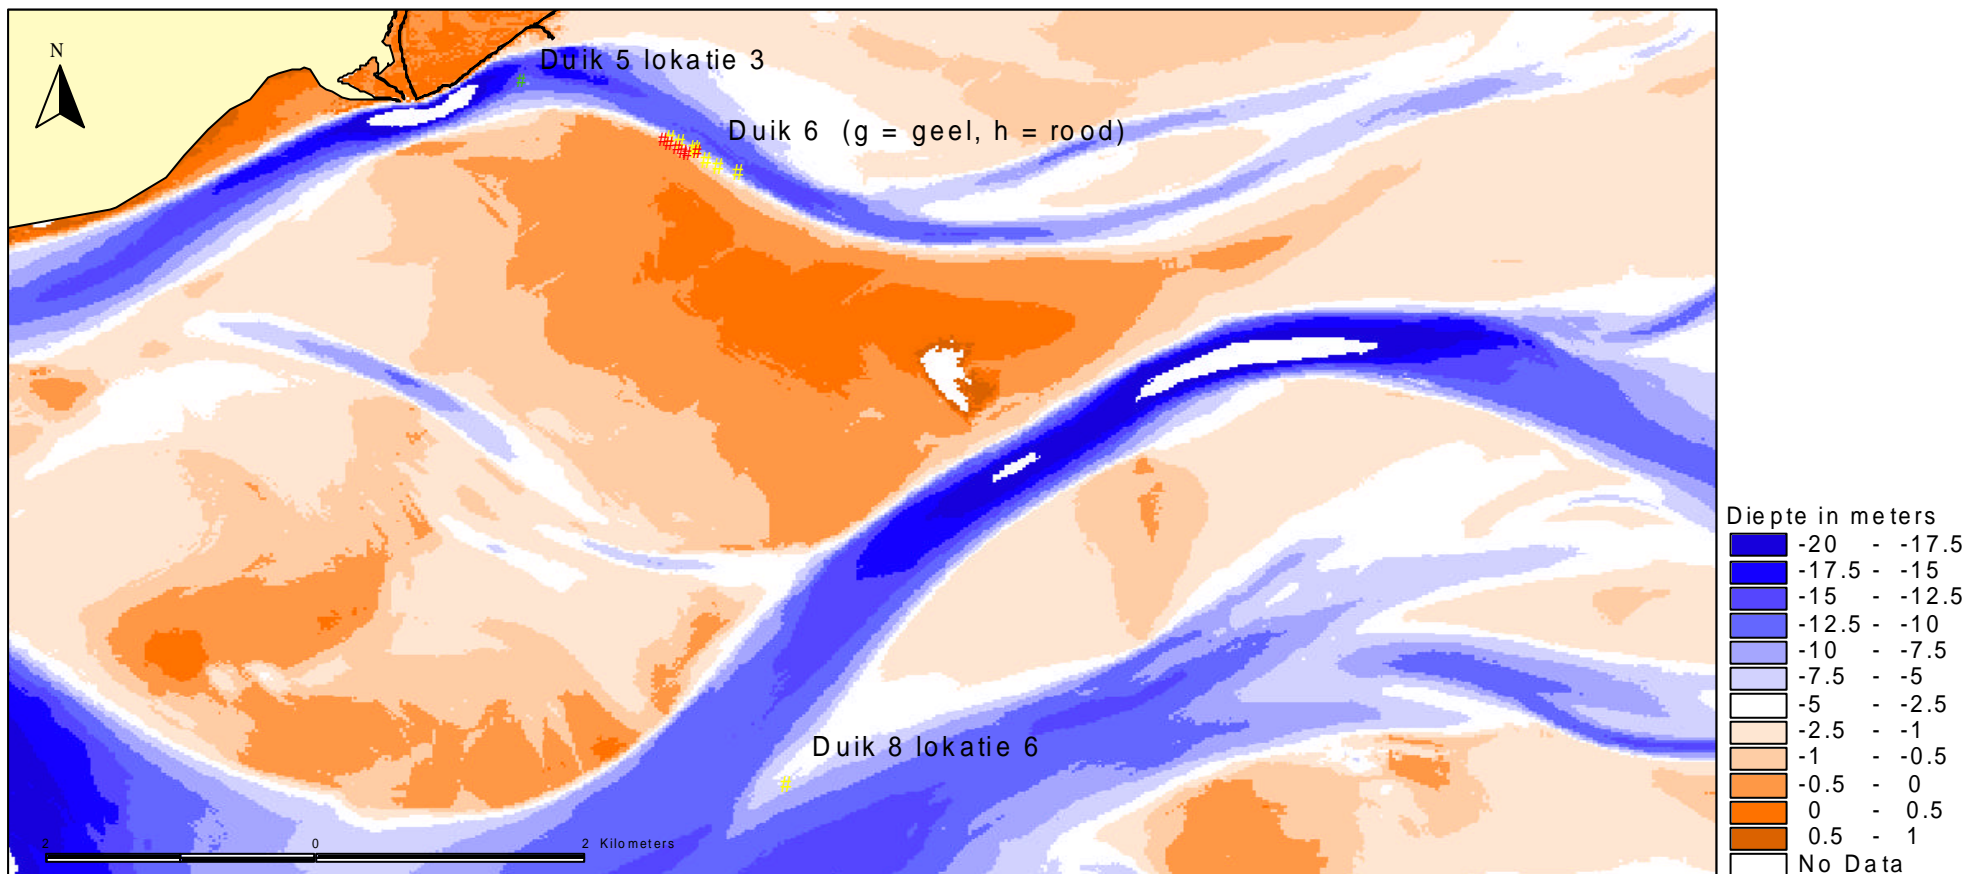 N
Duik 5 lokatie 3
Duik 6 (g = geel, h = rood)
Duik 8 lokatie 6
2 0 2 Kilometers
Diepte in meters
-20 - -17.5
-17.5 - -15
-15 - -12.5
-12.5 - -10
-10 - -7.5
-7.5 - -5
-5 - -2.5
-2.5 - -1
-1 - -0.5
-0.5 - 0
0 - 0.5
0.5 - 1
No Data